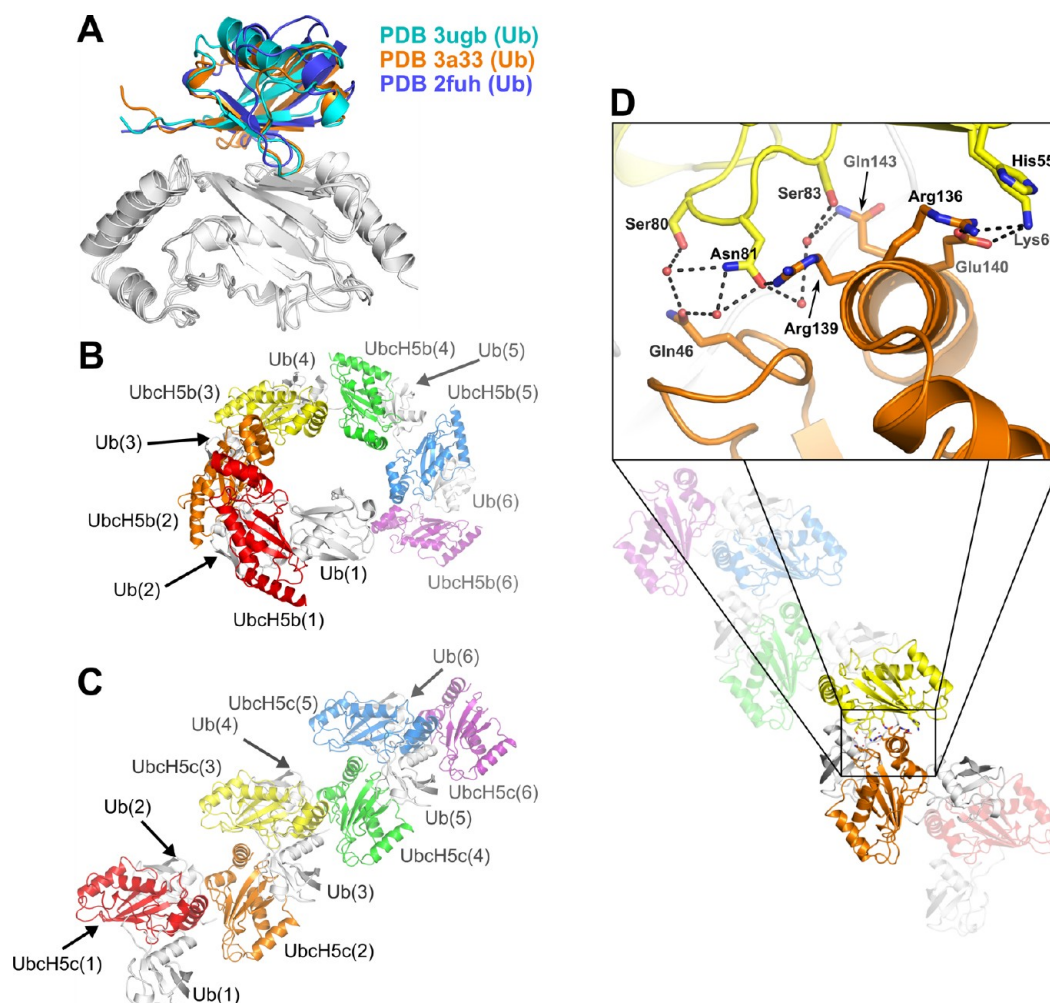 A
PDB 3ugb (Ub)
PDB 3a33 (Ub)
PDB 2fuh (Ub)
B
Ub(4)
UbcH5b(4)
Ub(5)
UbcH5b(3)
UbcH5b(5)
Ub(3)
UbcH5b(2)
Ub(6)
Ub(2)
Ub(1)
UbcH5b(6)
UbcH5b(1)
C
Ub(6)
UbcH5c(5)
Ub(4)
UbcH5c(3)
Ub(2)
UbcH5c(6)
Ub(5)
UbcH5c(4)
Ub(3)
UbcH5c(2)
UbcH5c(1)
Ub(1)
D
His55
Gln143
Ser83
Arg136
Ser80
Asn81
Lys6
Glu140
Arg139
Gln46